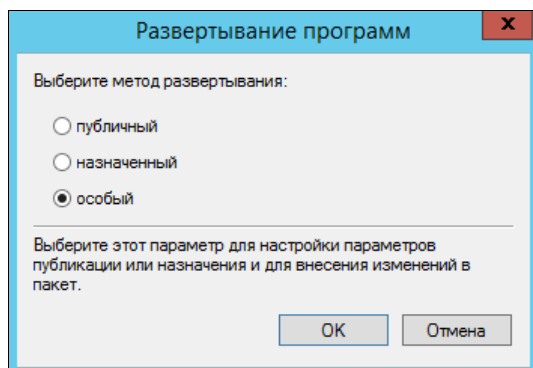 Развертывание программ
x
Выберите метод развертывания:
публичный
назначенный
особый
Выберите этот параметр для настройки параметров
публикации или назначения и для внесения изменений в
пакет.
OK
Отмена